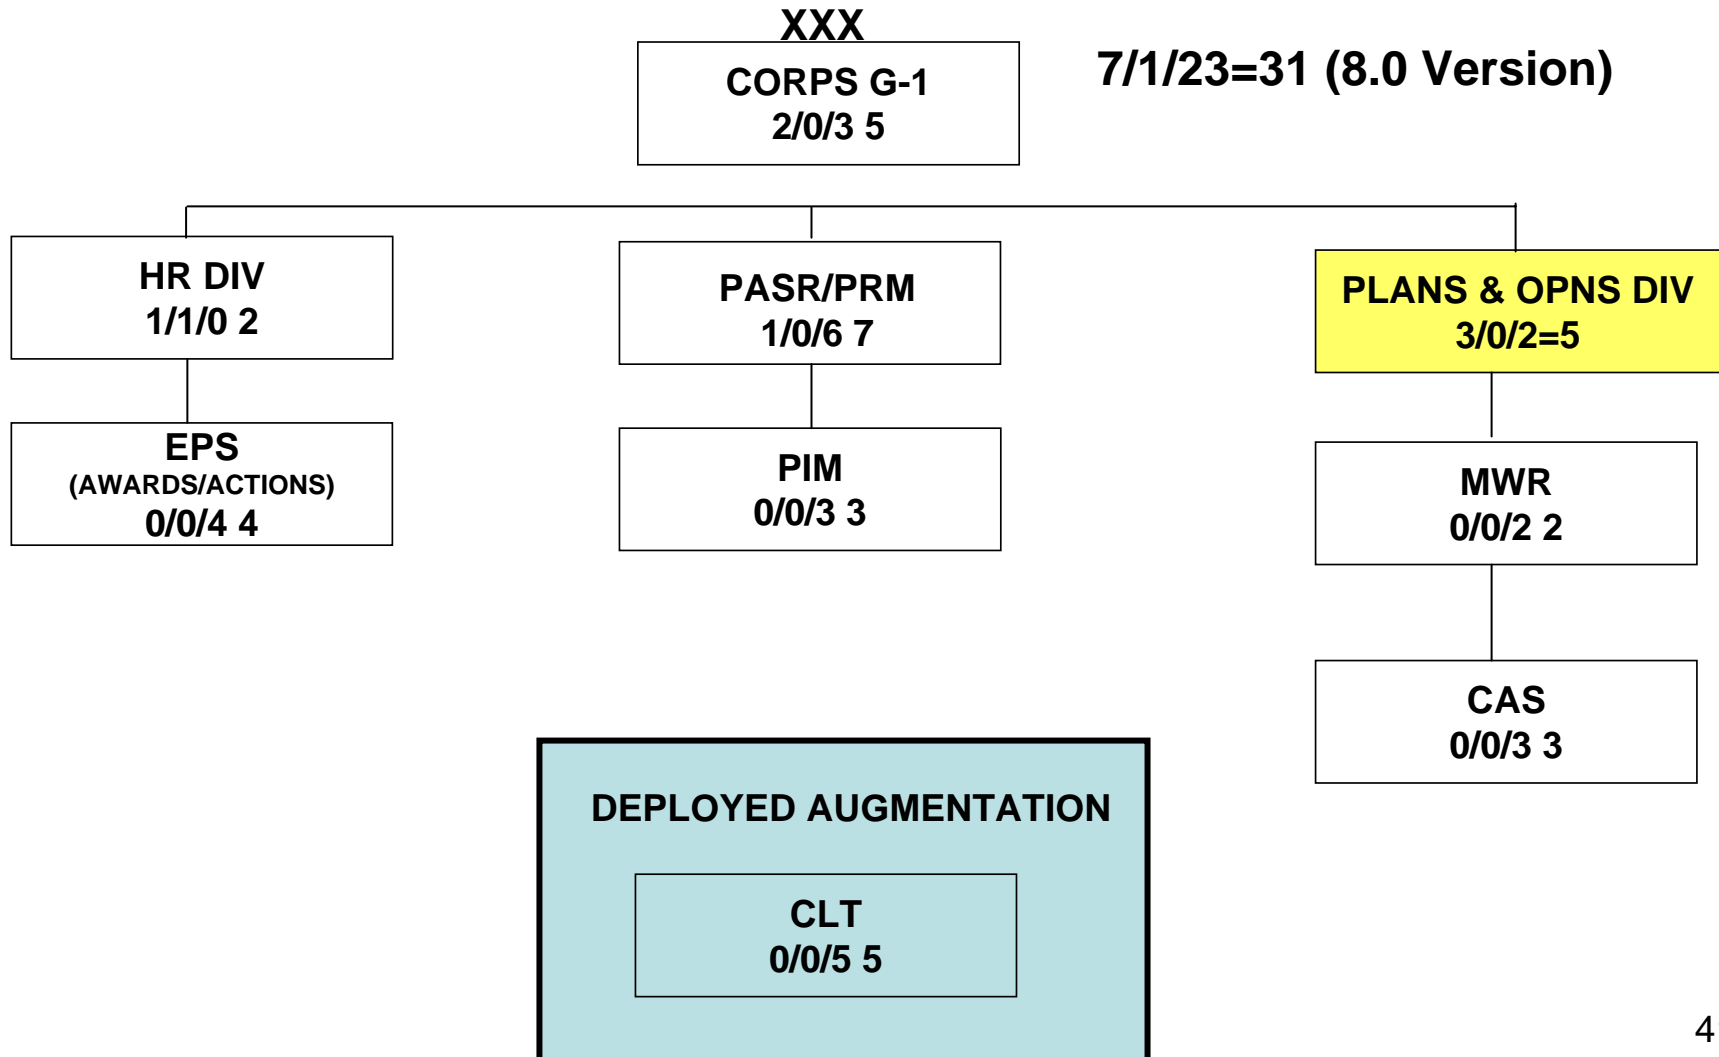 XXX
CORPS G-1
2/0/3 5
7/1/23=31 (8.0 Version)
HR DIV
1/1/0 2
PASR/PRM
1/0/6 7
PLANS & OPNS DIV
3/0/2=5
EPS
(AWARDS/ACTIONS)
0/0/4 4
PIM
0/0/3 3
MWR
0/0/2 2
CAS
0/0/3 3
DEPLOYED AUGMENTATION
CLT
0/0/5 5
4